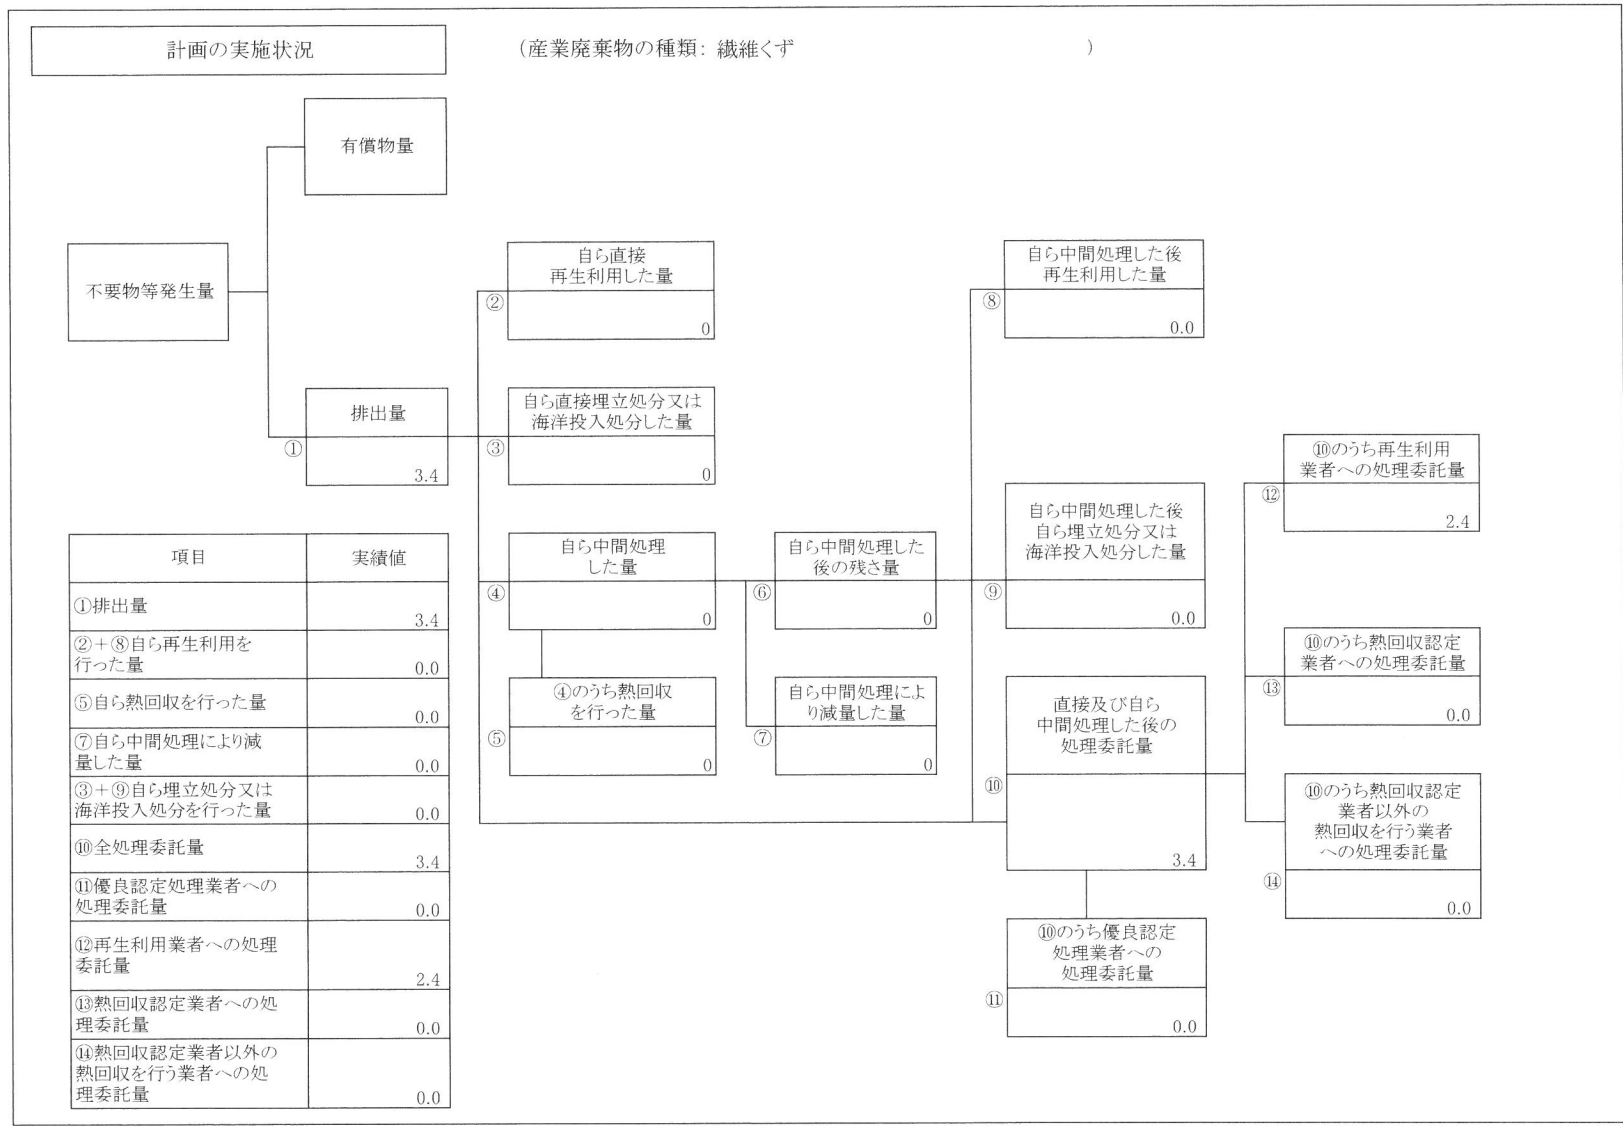 計画の実施状況
（産業廃棄物の種類：繊維くず　）
有償物量
不要物等発生量
排出量
①
3.4
自ら直接
再生利用した量
②
0
自ら直接埋立処分又は
海洋投入処分した量
③
0
自ら中間処理
した量
④
0
④のうち熱回収
を行った量
⑤
0
自ら中間処理した
後の残さ量
⑥
0
自ら中間処理によ
り減量した量
⑦
0
自ら中間処理した後
再生利用した量
⑧
0.0
自ら中間処理した後
自ら埋立処分又は
海洋投入処分した量
⑨
0.0
直接及び自ら
中間処理した後の
処理委託量
⑩
3.4
⑩のうち優良認定
処理業者への
処理委託量
⑪
0.0
⑩のうち再生利用
業者への処理委託量
⑫
2.4
⑩のうち熱回収認定
業者への処理委託量
⑬
0.0
⑩のうち熱回収認定
業者以外の
熱回収を行う業者
への処理委託量
⑭
0.0
項目 実績値
①排出量
3.4
②＋⑧自ら再生利用を
行った量
0.0
⑤自ら熱回収を行った量
0.0
⑦自ら中間処理により減
量した量
0.0
③＋⑨自ら埋立処分又は
海洋投入処分を行った量
0.0
⑩全処理委託量
3.4
⑪優良認定処理業者への
処理委託量
0.0
⑫再生利用業者への処理
委託量
2.4
⑬熱回収認定業者への処
理委託量
0.0
⑭熱回収認定業者以外の
熱回収を行う業者への処
理委託量
0.0